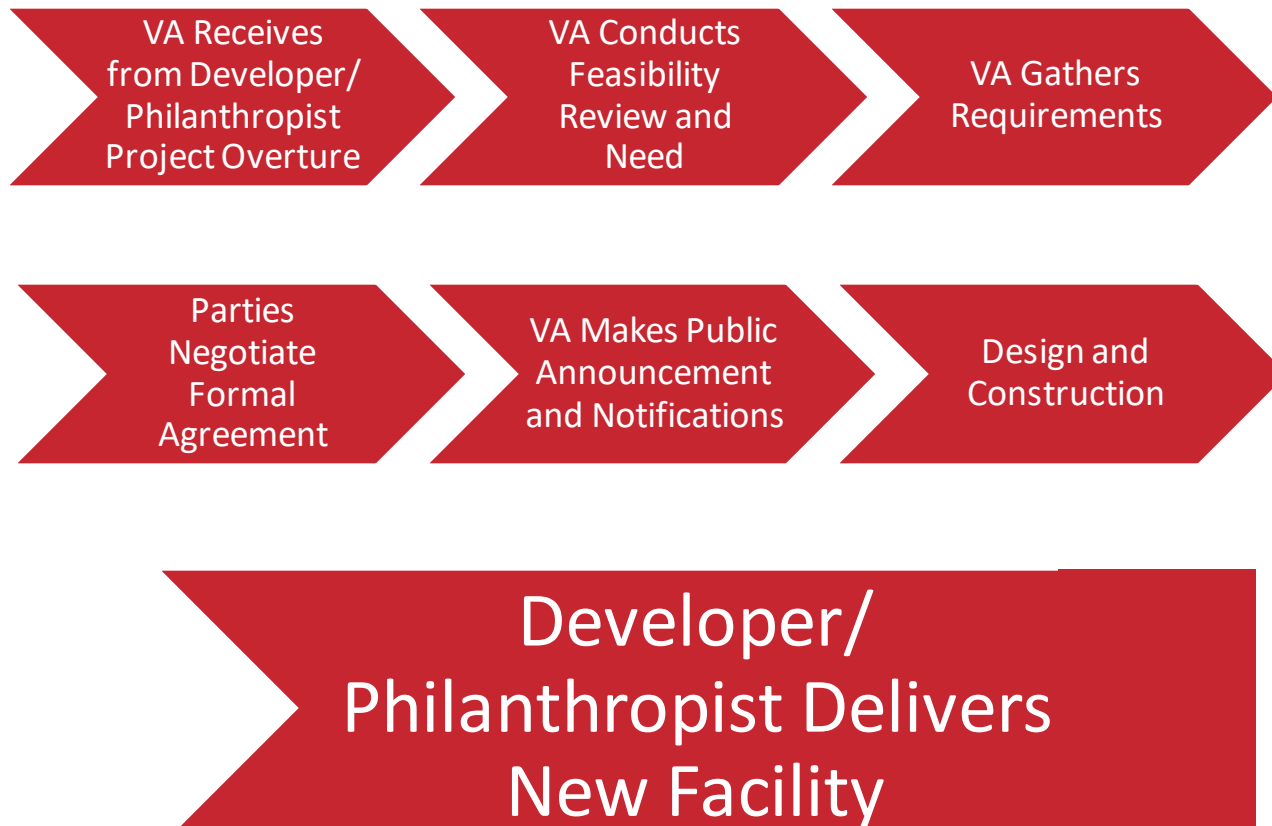 VA Receives
from Developer/
Philanthropist
Project Overture
VA Conducts
Feasibility
Review and
Need
VA Gathers
Requirements
Parties
Negotiate
Formal
Agreement
VA Makes Public
Announcement
and Notifications
Design and
Construction
Developer/
Philanthropist Delivers
New Facility